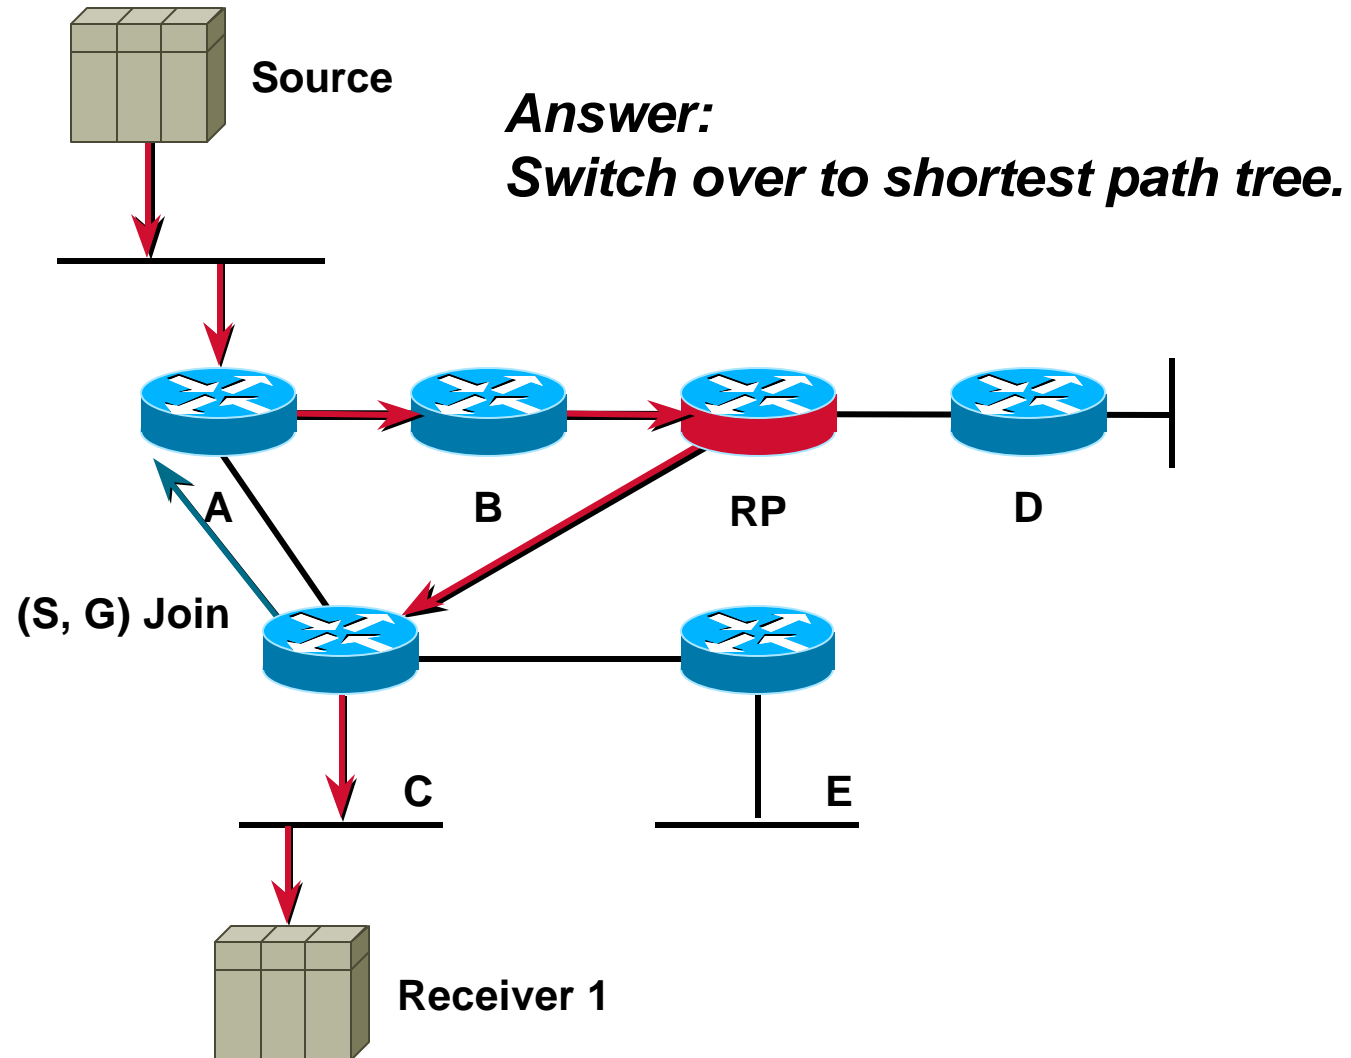 Source
Answer:
Switch over to shortest path tree.
A
B
RP
D
(S, G) Join
C
E
Receiver 1